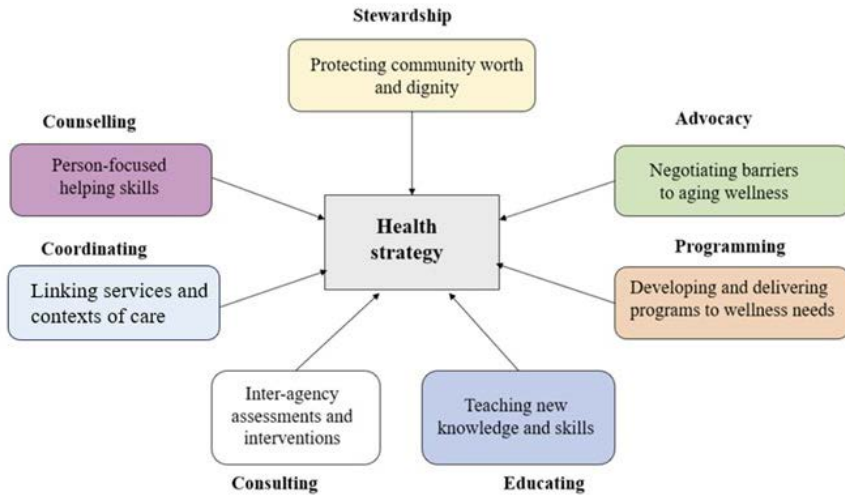 Stewardship
Protecting community worth
and dignity
Counselling
Person-focused
helping skills
Advocacy
Negotiating barriers
to aging wellness
Health
strategy
Coordinating
Linking services and
contexts of care
Programming
Developing and delivering
programs to wellness needs
Inter-agency
assessments and
interventions
Consulting
Teaching new
knowledge and skills
Educating